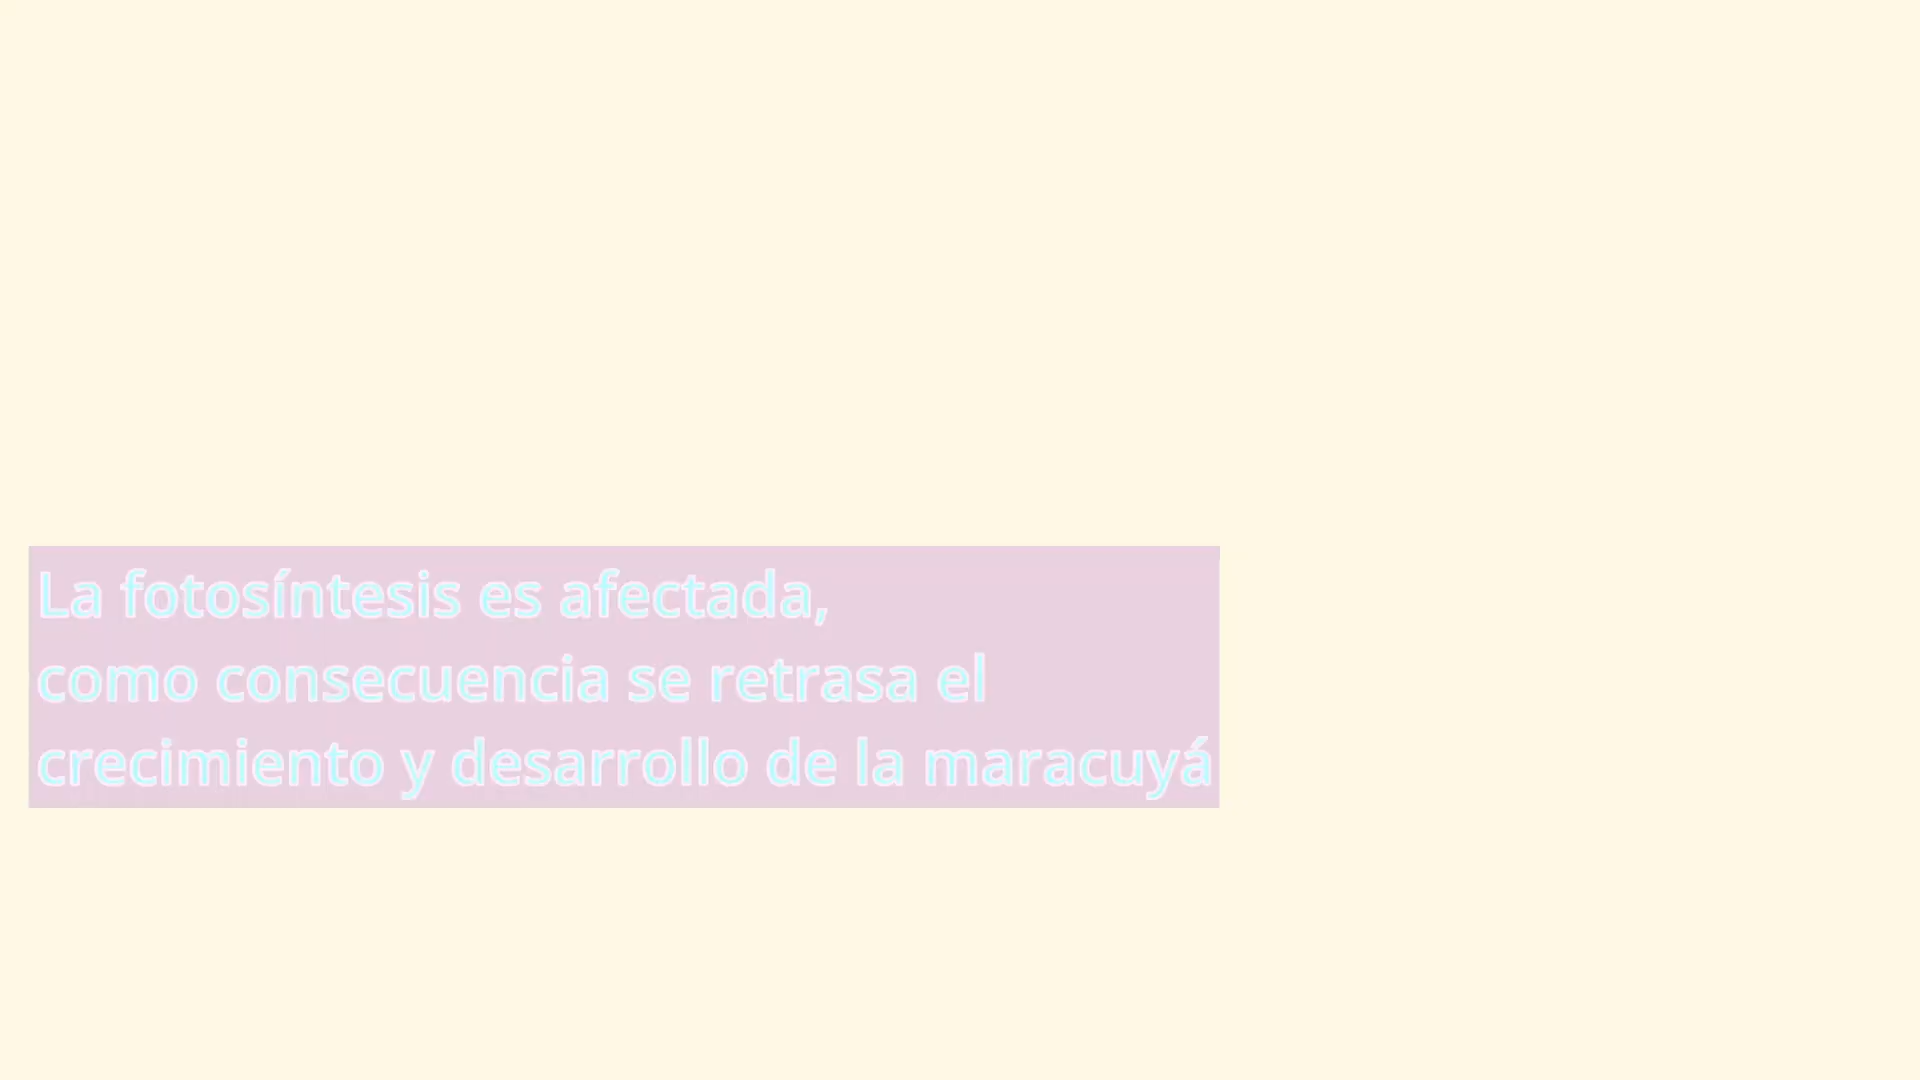 La fotosíntesis es afectada,
como consecuencia se retrasa el
crecimiento y desarrollo de la maracuyá